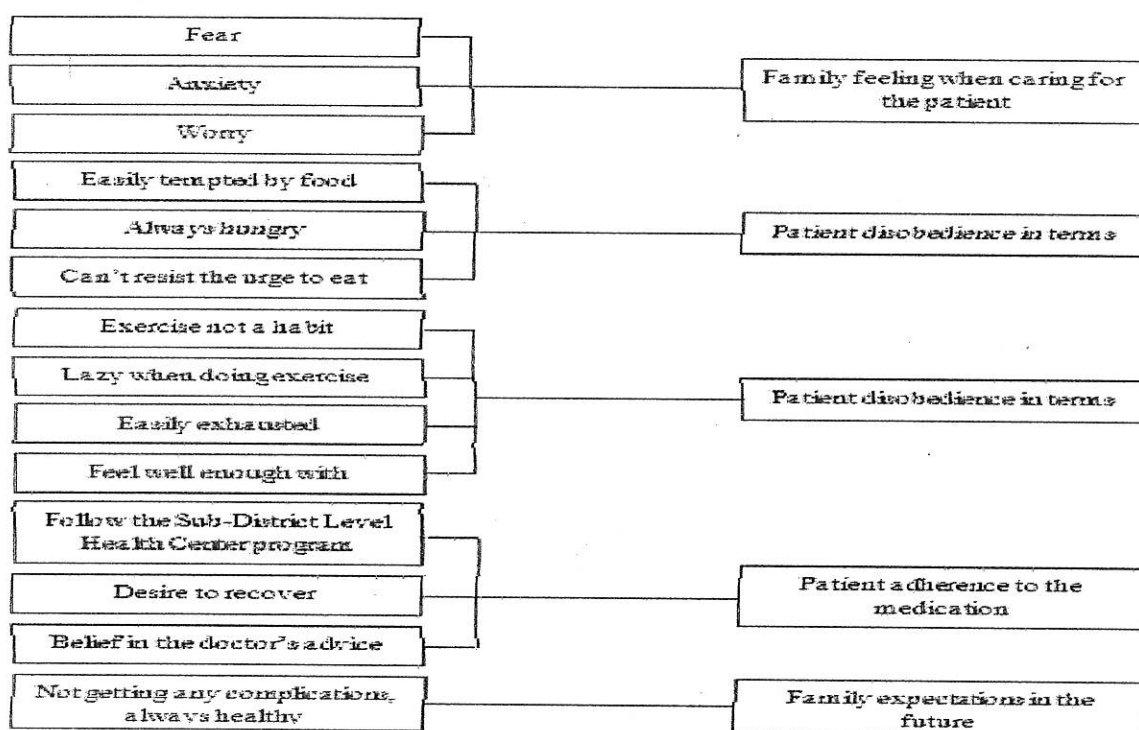 Fear
Anxiety
Worry
Family feeling when caring for
the patient
Easily tempted by food
Always hungry
Can't resist the urge to eat
Patient disobedience in terms
Exercise not a habit
Lazy when doing exercise
Easily exhausted
Feel well enough with
Patient disobedience in terms
Follow the Sub-District Level
Health Center program
Desire to recover
Belief in the doctor's advice
Patient adherence to the
medication
Not getting any complications,
always healthy
Family expectations in the
future